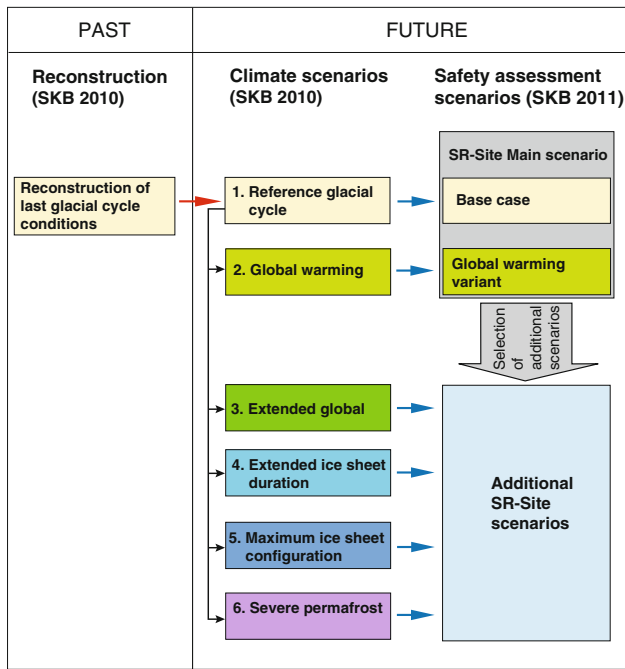 PAST
FUTURE
Reconstruction
(SKB 2010)
Climate scenarios
(SKB 2010)
Safety assessment
scenarios (SKB 2011)
SR-Site Main scenario
Reconstruction of
last glacial cycle
conditions
1. Reference glacial
cycle
Base case
2. Global warming
Global warming
variant
Selection
of
additional
scenarios
3. Extended global
4. Extended ice sheet
duration
5. Maximum ice sheet
configuration
6. Severe permafrost
Additional
SR-Site
scenarios